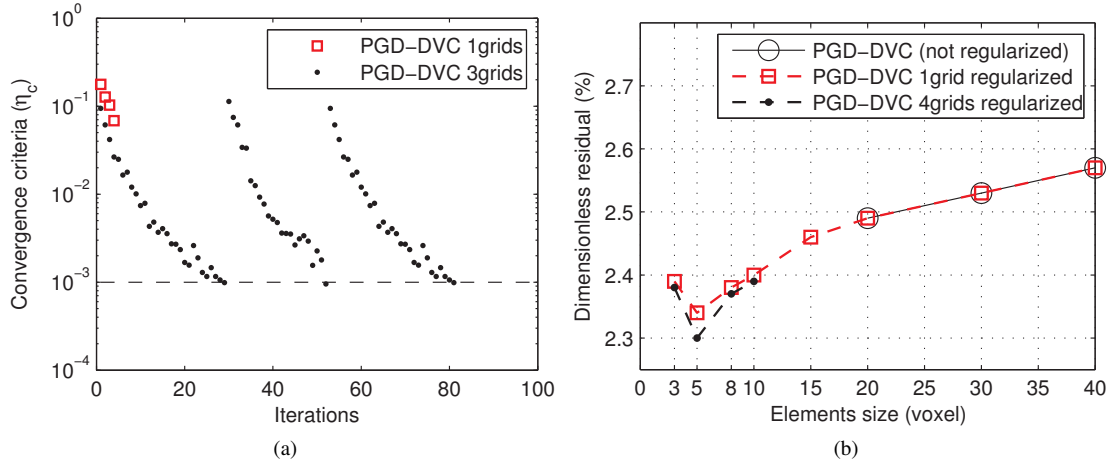 10^0
10^-1
10^-2
10^-3
10^-4
Convergence criteria (η_c)
PGD−DVC 1grids
PGD−DVC 3grids
0 20 40 60 80 100
Iterations
(a)
2.7
2.6
2.5
2.4
2.3
Dimensionless residual (%)
PGD−DVC (not regularized)
PGD−DVC 1grid regularized
PGD−DVC 4grids regularized
0 3 5 8 10 15 20 30 35 40
Elements size (voxel)
(b)